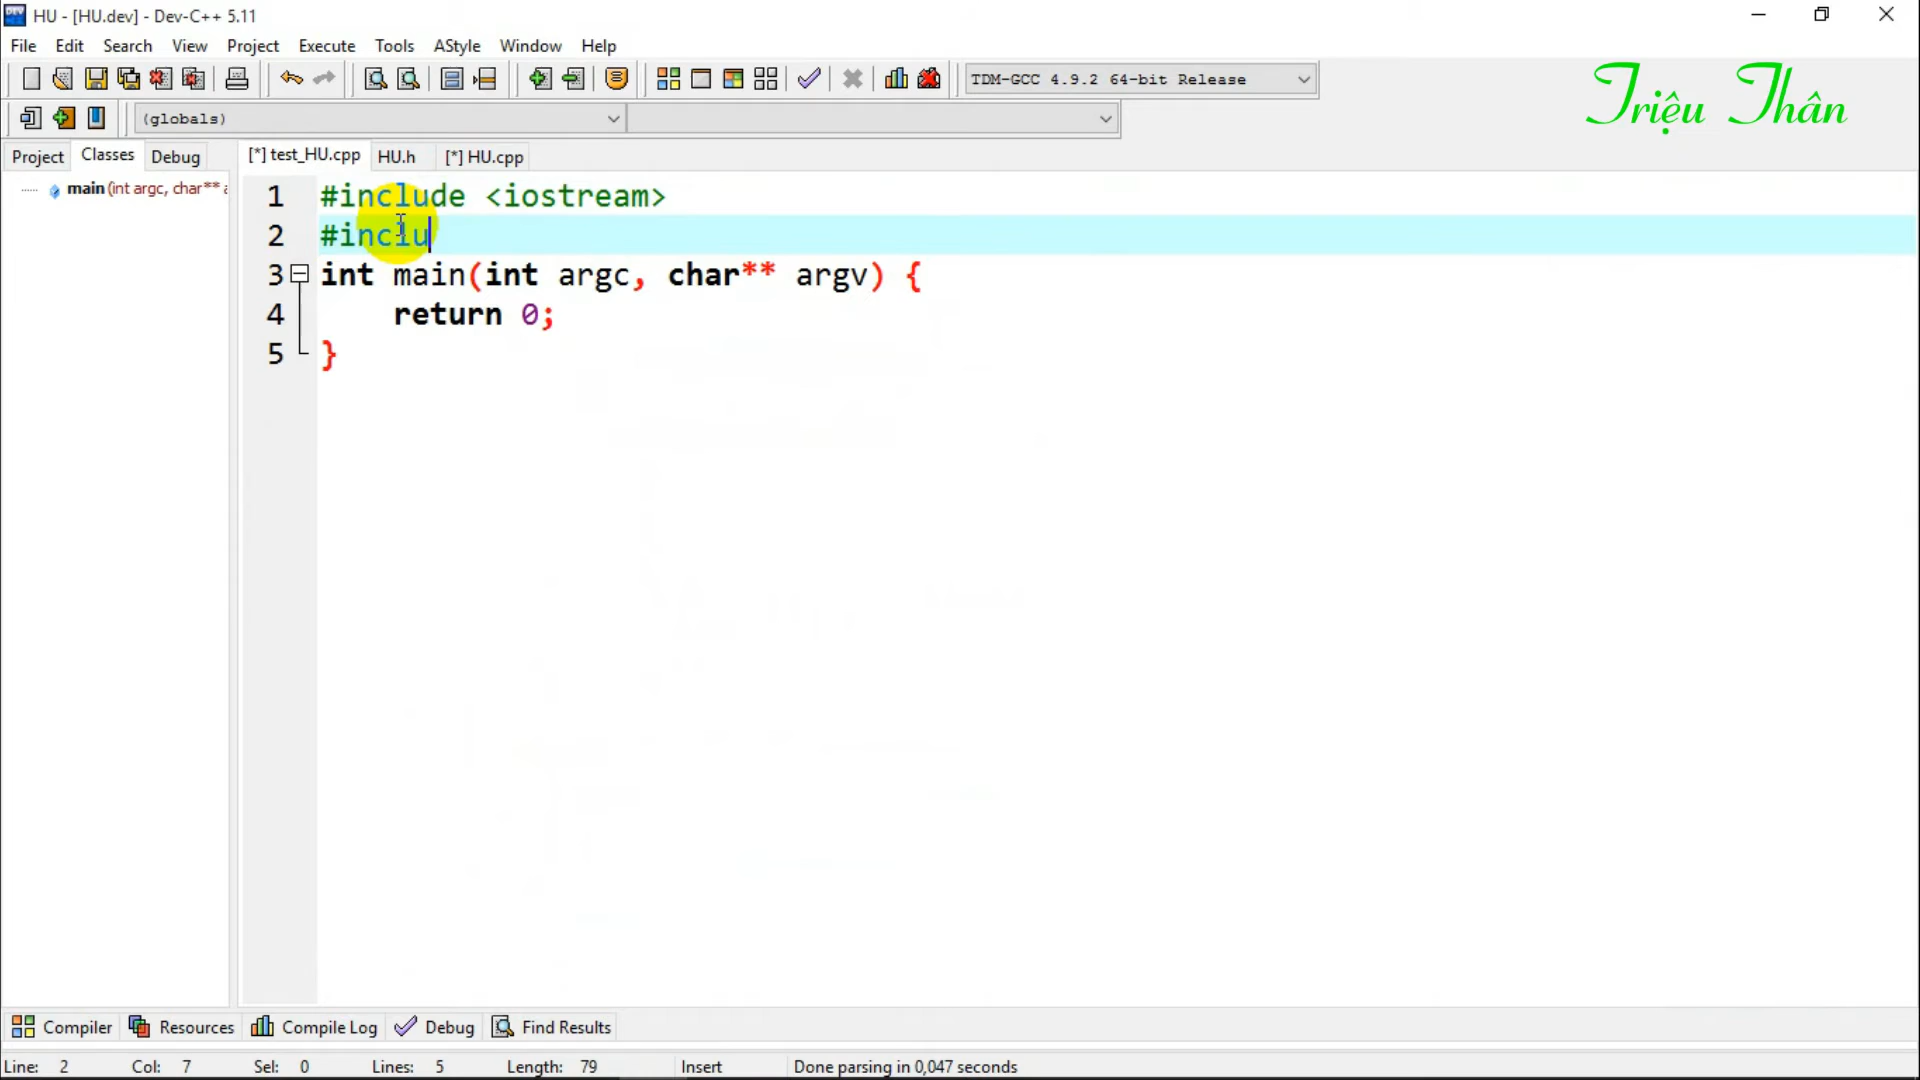 HU - [HU.dev] - Dev-C++ 5.11
File Edit Search View Project Execute Tools AStyle Window Help
TDM-GCC 4.9.2 64-bit Release
Triệu Thân
(globals)
Project Classes Debug [*] test_HU.cpp HU.h [*] HU.cpp
main (int argc, char** a
1 #include <iostream>
2 #inclu
3 int main(int argc, char** argv) {
4 return 0;
5 }
Compiler Resources Compile Log Debug Find Results
Line: 2 Col: 7 Sel: 0 Lines: 5 Length: 79 Insert Done parsing in 0,047 seconds